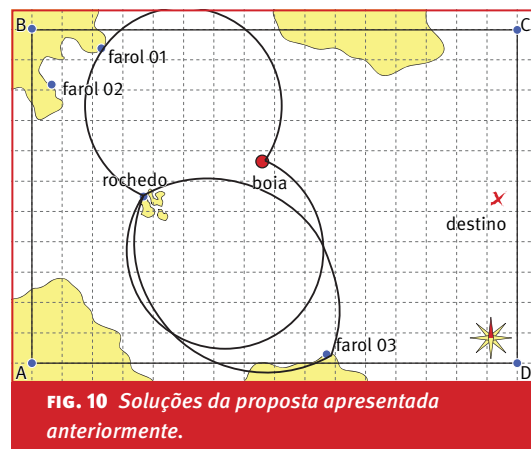 B
C
farol 01
farol 02
rochedo
boia
destino
farol 03
A
D
FIG. 10 Soluções da proposta apresentada
anteriormente.